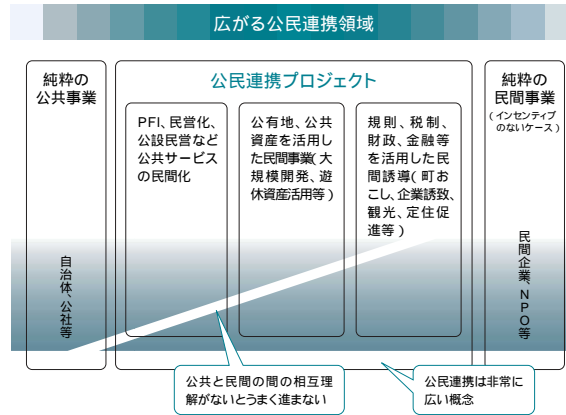 広がる公民連携領域
純粋の
公共事業
公民連携プロジェクト
純粋の
民間事業
(インセンティブ
のないケース)
PFI、民営化、
公設民営など
公共サービス
の民間化
公有地、公共
資産を活用し
た民間事業(大
規模開発、遊
休資産活用等)
規則、税制、
財政、金融等
を活用した民
間誘導(町お
こし、企業誘致、
観光、定住促
進等)
自治体、公社等
民間企業、NPO等
公共と民間の間の相互理
解がないとうまく進まない
公民連携は非常に
広い概念